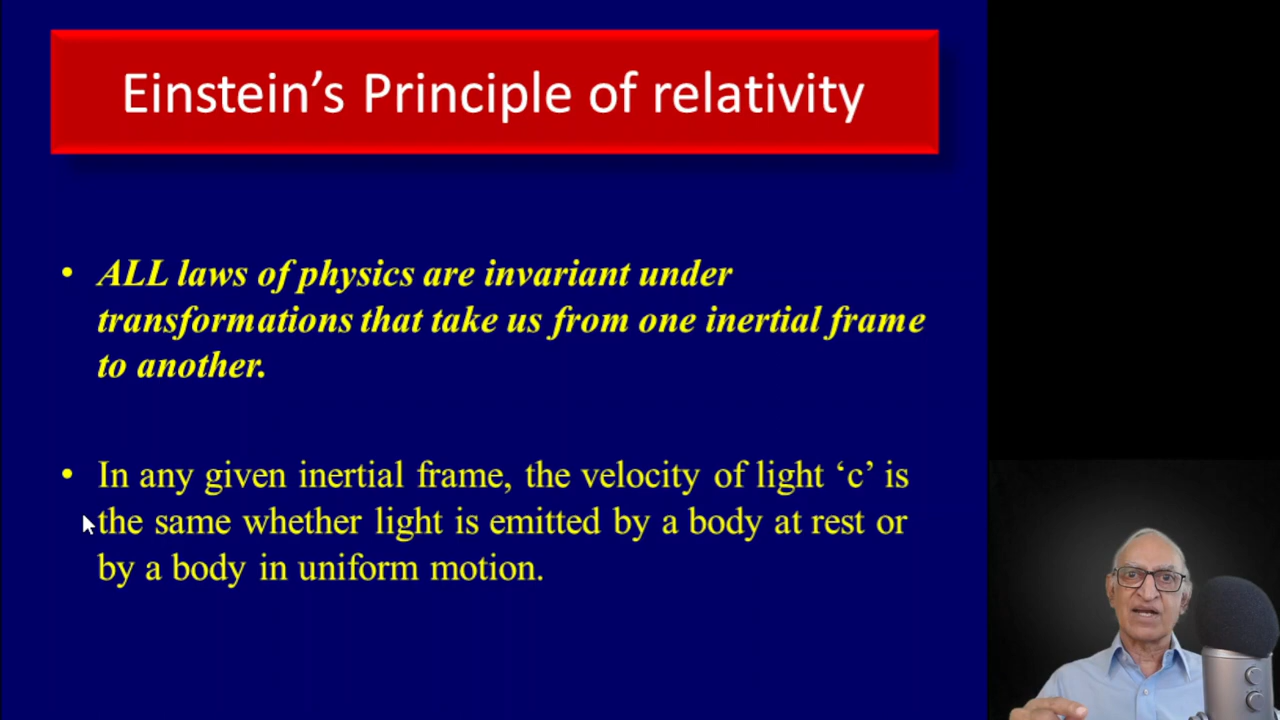 Einstein’s Principle of relativity
• ALL laws of physics are invariant under
transformations that take us from one inertial frame
to another.
• In any given inertial frame, the velocity of light ‘c’ is
the same whether light is emitted by a body at rest or
by a body in uniform motion.